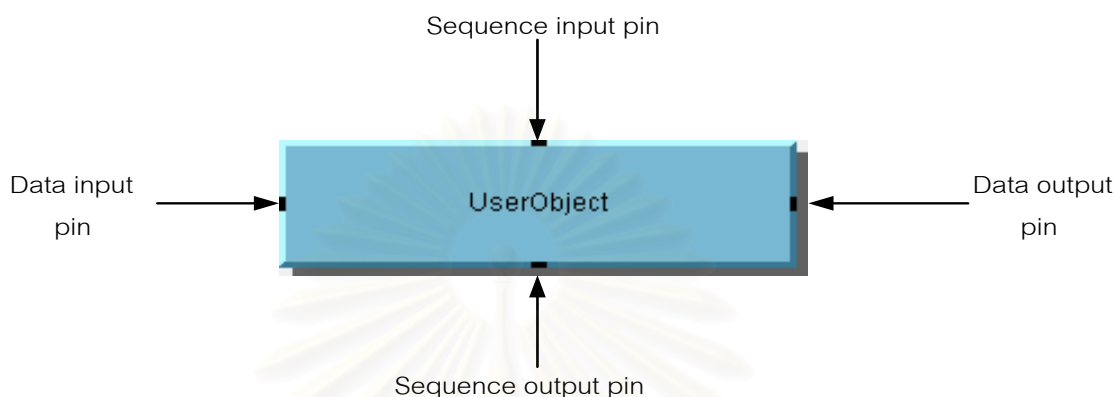 Sequence input pin
Data input
pin
UserObject
Data output
pin
Sequence output pin